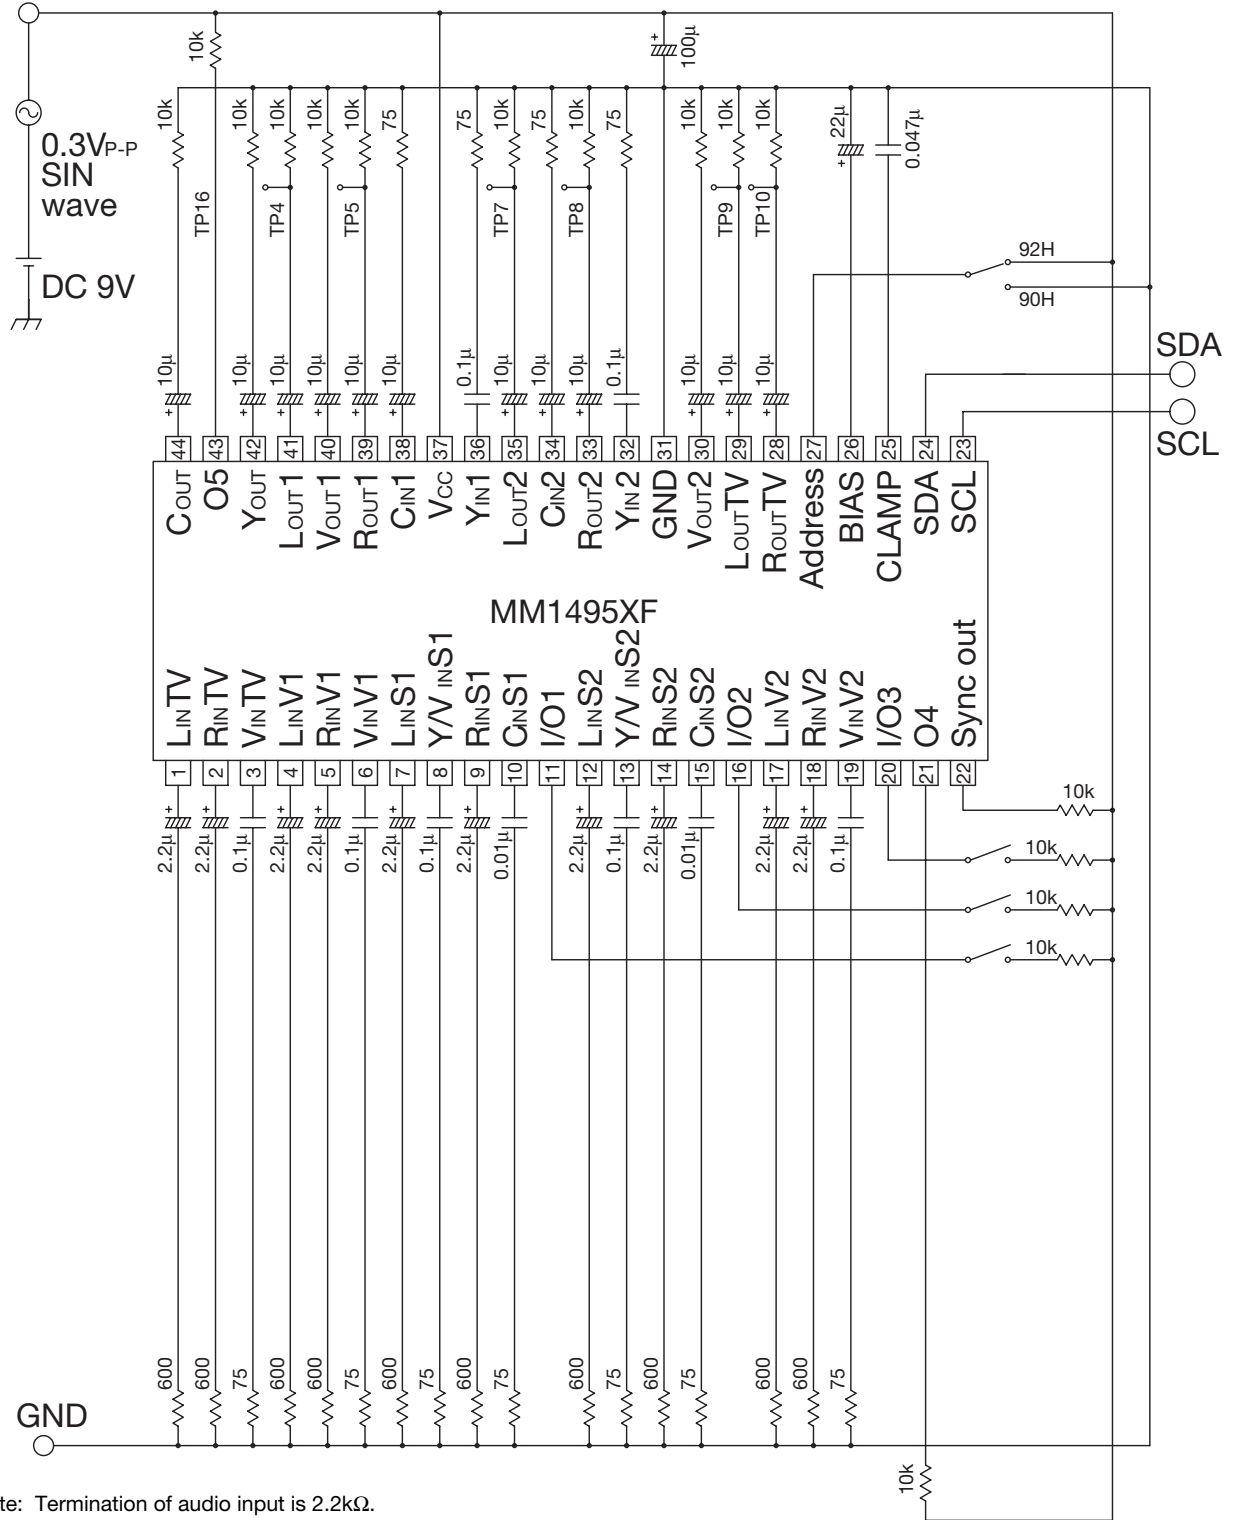 10k
100µ
10k
10k
10k
10k
10k
75
75
10k
75
10k
75
10k
10k
10k
22µ
0.047µ
0.3VP-P
SIN
wave
DC 9V
TP16
TP4
TP5
TP7
TP8
TP9
TP10
92H
90H
SDA
SCL
10µ
10µ
10µ
10µ
10µ
10µ
0.1µ
10µ
10µ
10µ
0.1µ
10µ
10µ
10µ
44
43
42
41
40
39
38
37
36
35
34
33
32
31
30
29
28
27
26
25
24
23
COUT
O5
YOUT
LOUT1
VOUT1
ROUT1
CIN1
VCC
YIN1
LOUT2
CIN2
ROUT2
YIN2
GND
VOUT2
LOUTTV
ROUTTV
Address
BIAS
CLAMP
SDA
SCL
MM1495XF
LINTV
RINTV
VINTV
LINV1
RINV1
VINV1
LINS1
Y/V INS1
RINS1
CINS1
I/O1
LINS2
Y/V INS2
RINS2
CINS2
I/O2
LINV2
RINV2
VINV2
I/O3
O4
Sync out
1
2
3
4
5
6
7
8
9
10
11
12
13
14
15
16
17
18
19
20
21
22
2.2µ
2.2µ
0.1µ
2.2µ
2.2µ
0.1µ
2.2µ
0.1µ
2.2µ
0.01µ
2.2µ
0.1µ
2.2µ
0.01µ
2.2µ
2.2µ
0.1µ
10k
10k
10k
10k
600
600
75
600
600
75
600
75
600
75
600
75
600
75
600
600
75
GND
10k
te: Termination of audio input is 2.2kΩ.